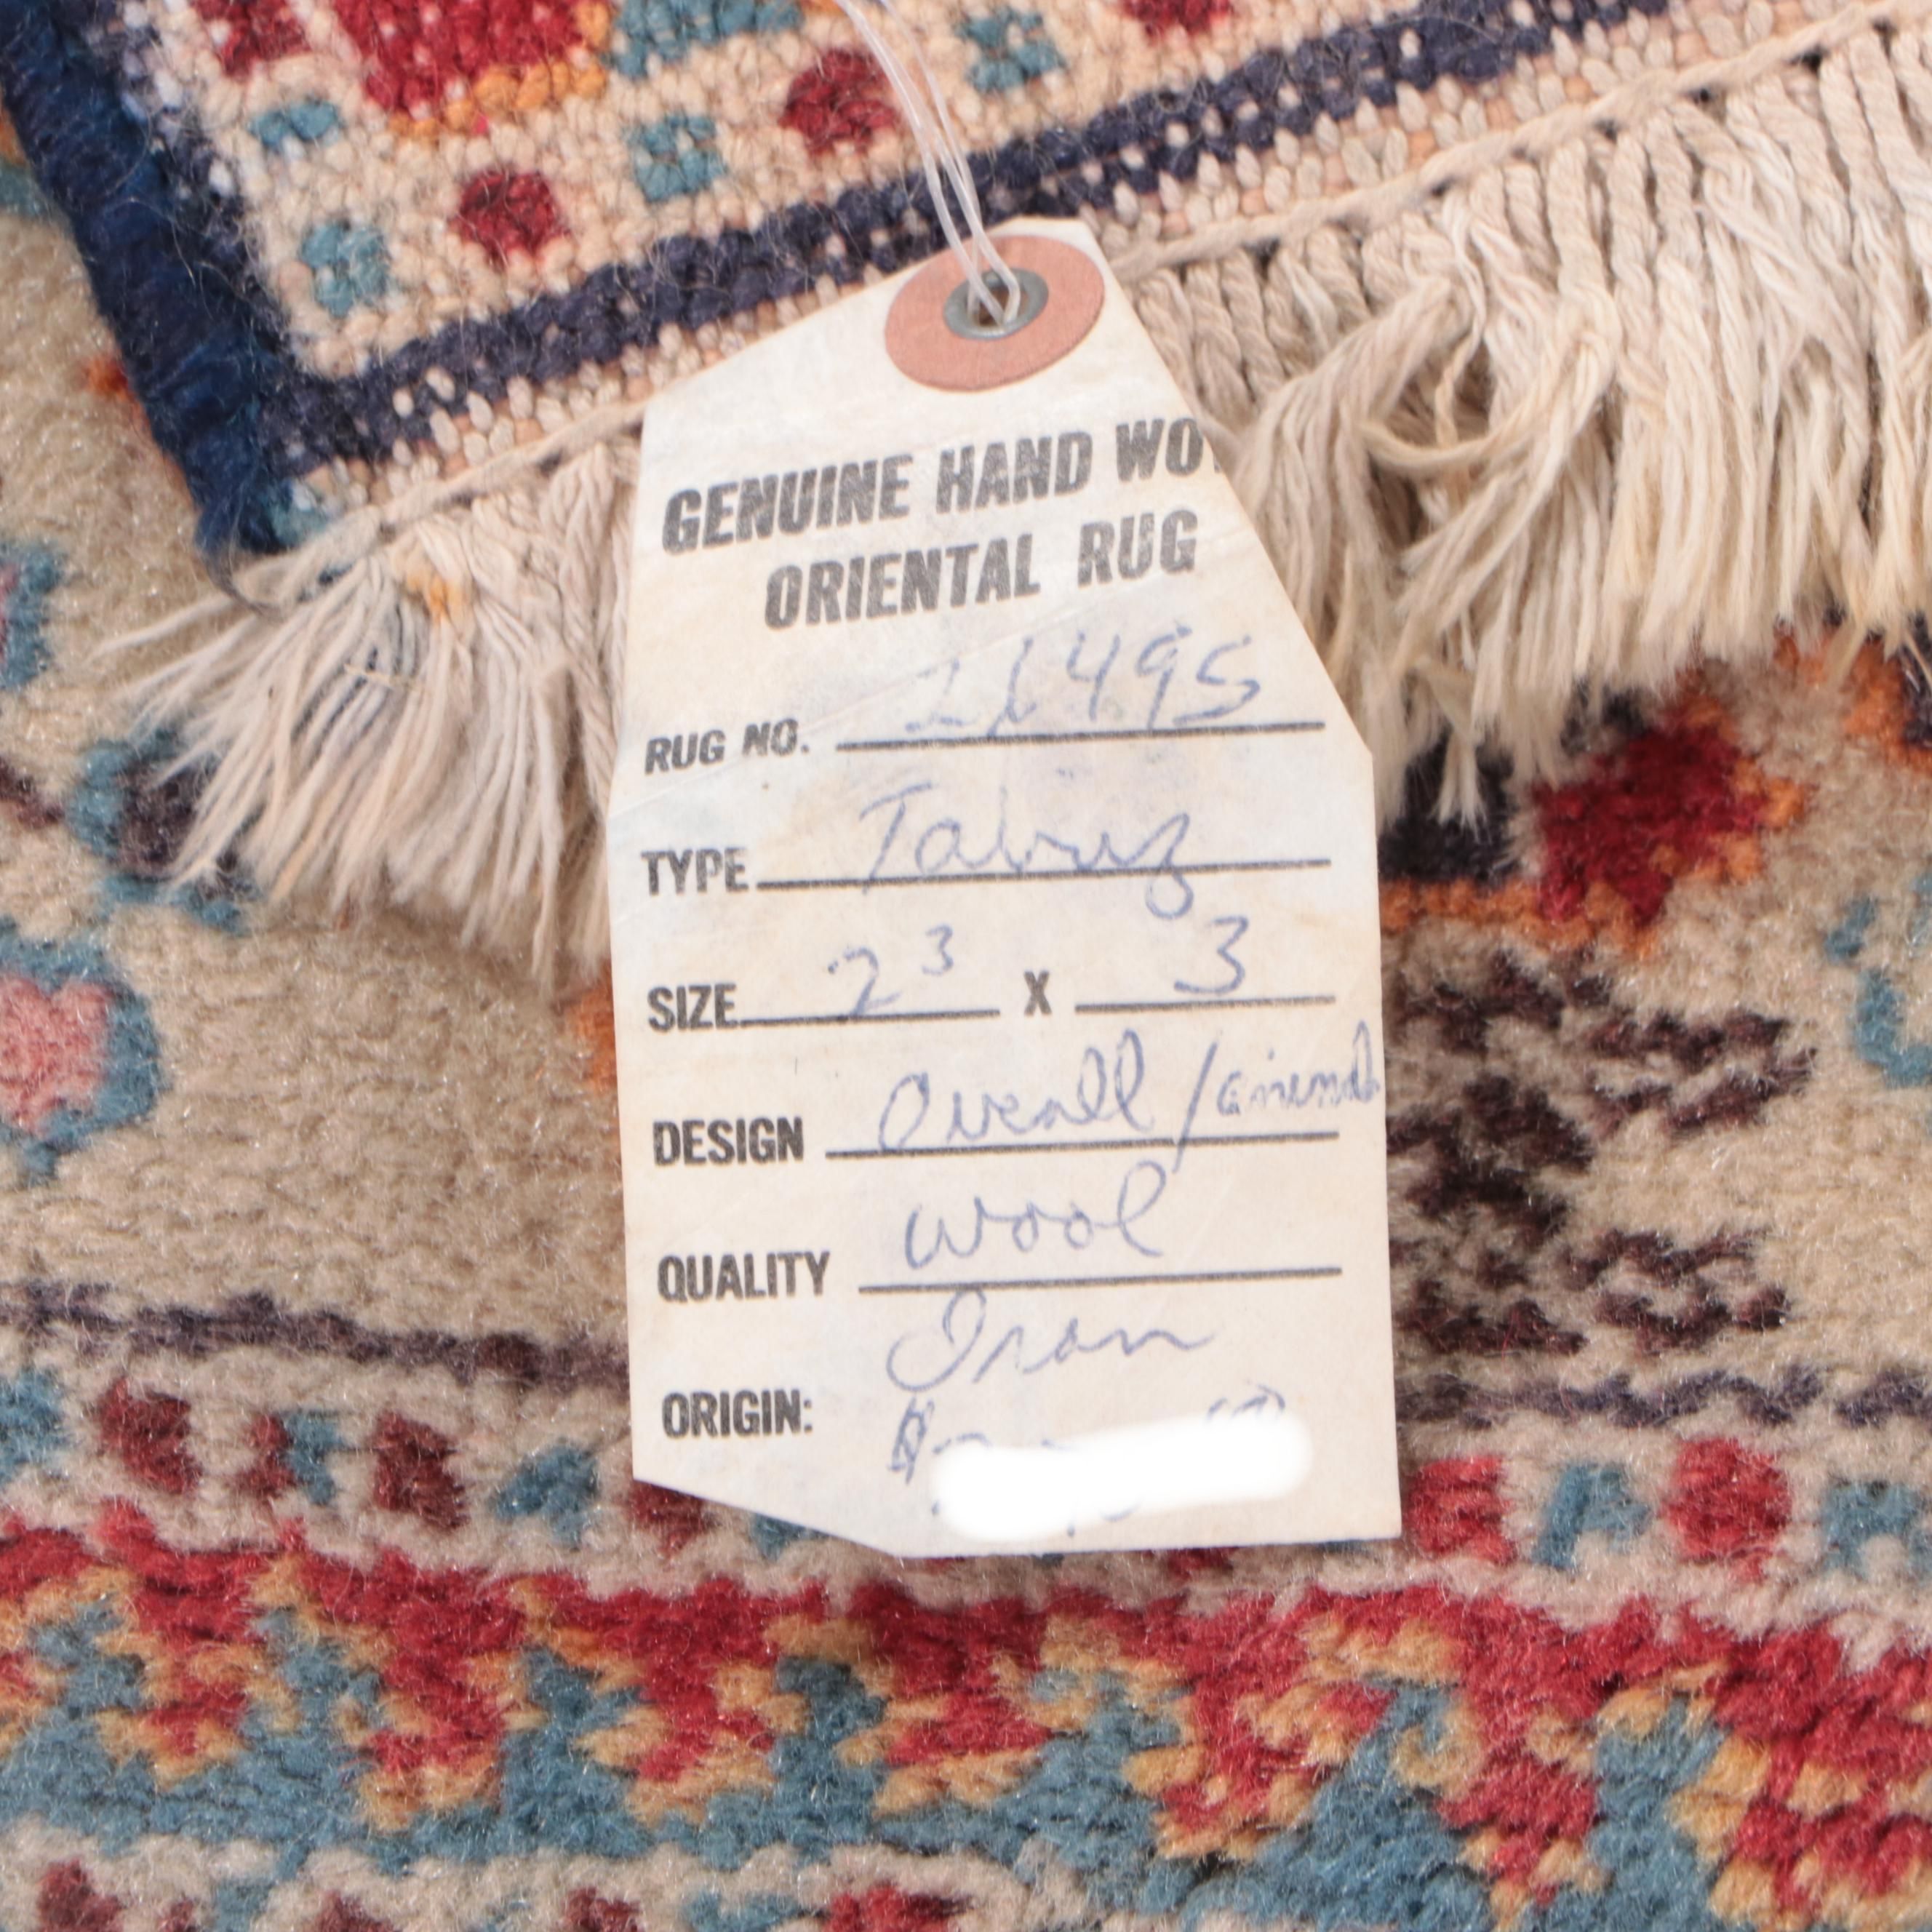 GENUINE HAND WO
ORIENTAL RUG
RUG NO. 21495
TYPE Tabriz
SIZE 2 3 X 3
DESIGN Overall /
QUALITY Wool
ORIGIN: Iran
$